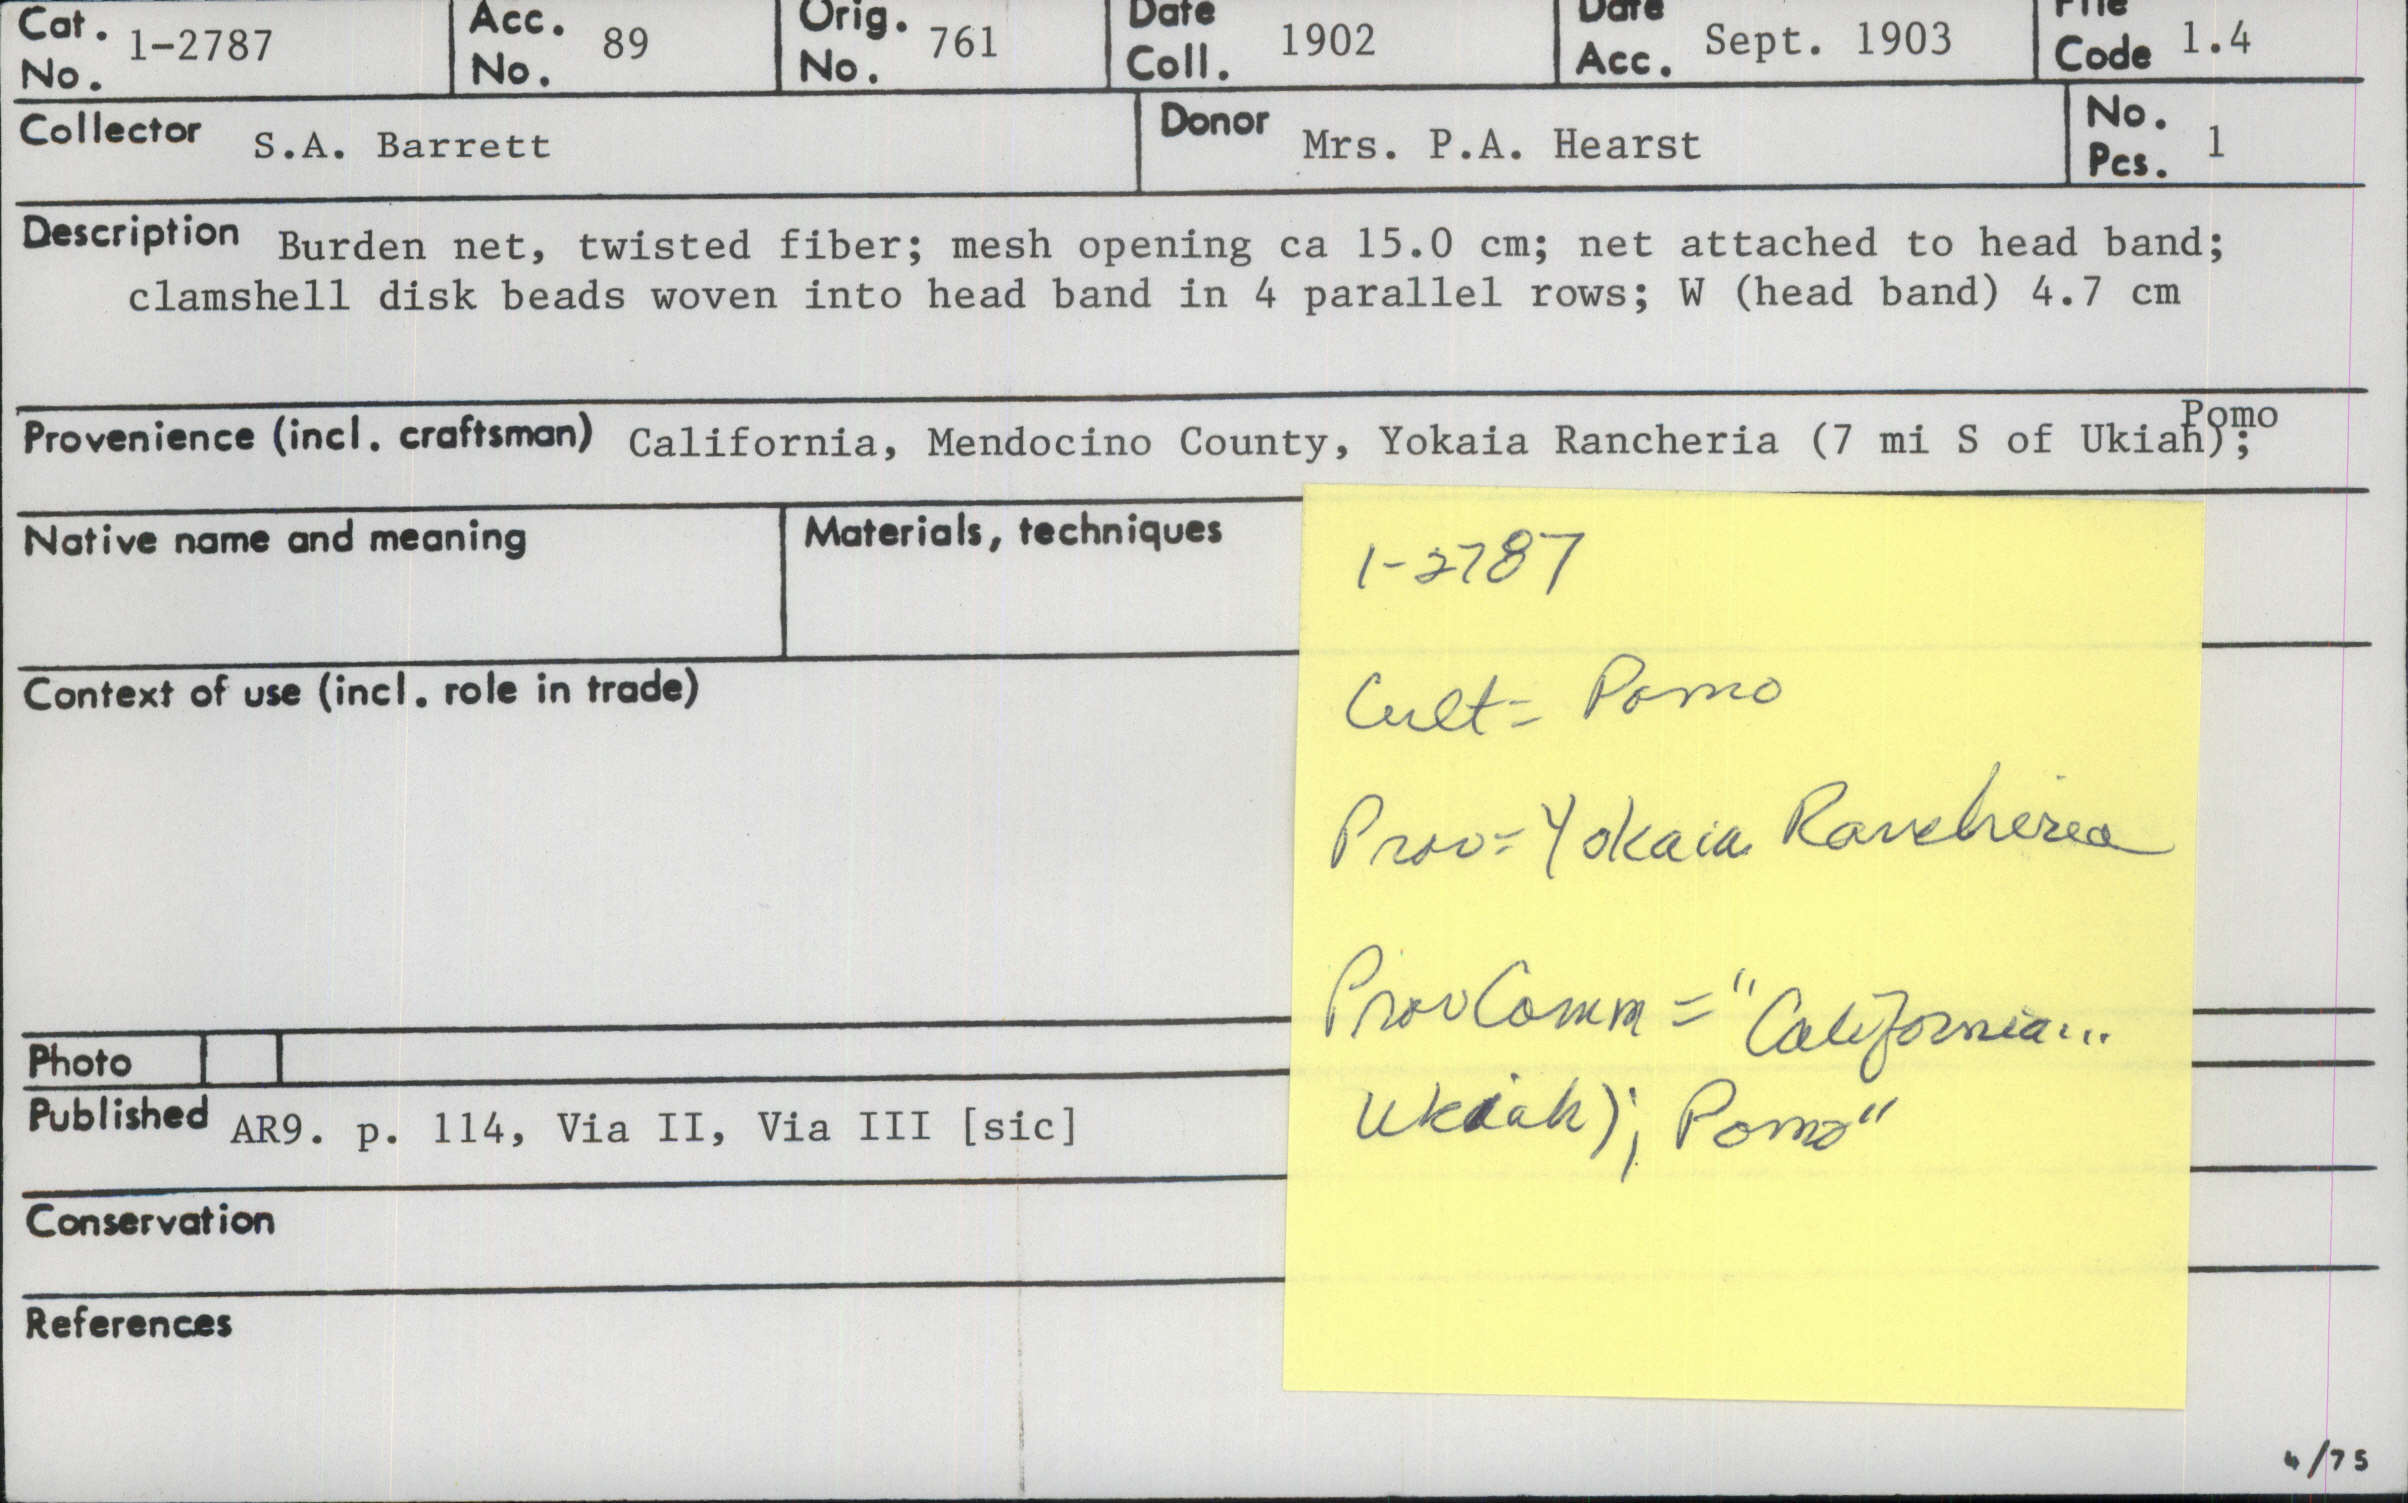 Cat. No. 1-2787 Acc. No. 89 Orig. No. 761 Date Coll. 1902 Date Acc. Sept. 1903 File Code 1.4
Collector S.A. Barrett Donor Mrs. P.A. Hearst No. Pcs. 1
Description Burden net, twisted fiber; mesh opening ca 15.0 cm; net attached to head band;
clamshell disk beads woven into head band in 4 parallel rows; W (head band) 4.7 cm
Provenience (incl. craftsman) California, Mendocino County, Yokaia Rancheria (7 mi S of Ukiah); Pomo
Native name and meaning Materials, techniques
Context of use (incl. role in trade)
Photo
Published AR9. p. 114, Via II, Via III [sic]
Conservation
References
1-2787
Cult= Pomo
Prov= Yokaia Rancheria
ProvComm = "California...
Ukiah); Pomo"
4/75